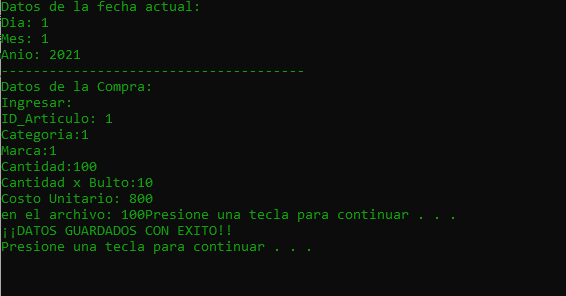 Datos de la fecha actual:
Dia: 1
Mes: 1
Anio: 2021
--------------------------------------
Datos de la Compra:
Ingresar:
ID_Articulo: 1
Categoria:1
Marca:1
Cantidad:100
Cantidad x Bulto:10
Costo Unitario: 800
en el archivo: 100Presione una tecla para continuar . . .
¡¡DATOS GUARDADOS CON EXITO!!
Presione una tecla para continuar . . .